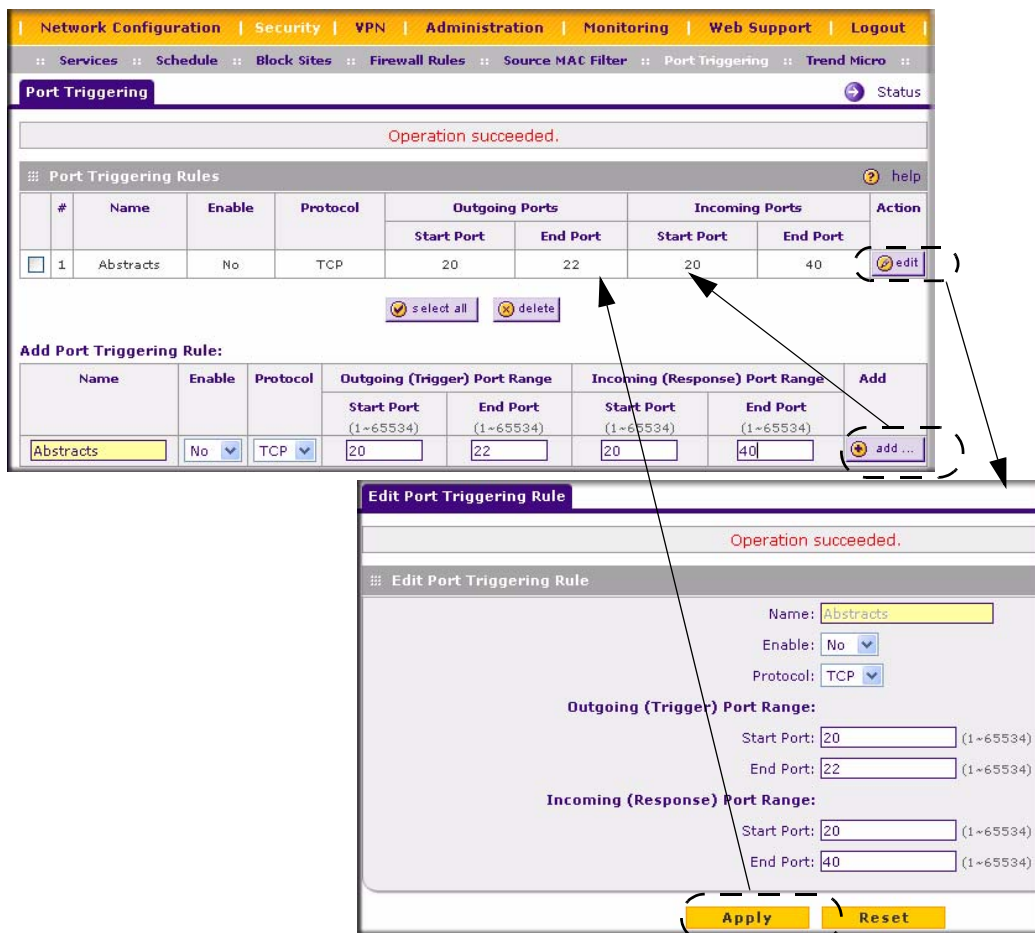 | Network Configuration | Security | VPN | Administration | Monitoring | Web Support | Logout |
:: Services :: Schedule :: Block Sites :: Firewall Rules :: Source MAC Filter :: Port Triggering :: Trend Micro ::
Port Triggering Status
Operation succeeded.
Port Triggering Rules ? help
# Name Enable Protocol Outgoing Ports Incoming Ports Action
Start Port End Port Start Port End Port
1 Abstracts No TCP 20 22 20 40 edit
select all delete
Add Port Triggering Rule:
Name Enable Protocol Outgoing (Trigger) Port Range Incoming (Response) Port Range Add
Start Port End Port Start Port End Port
(1~65534) (1~65534) (1~65534) (1~65534)
Abstracts No TCP 20 22 20 40 add ...
Edit Port Triggering Rule
Operation succeeded.
Edit Port Triggering Rule
Name: Abstracts
Enable: No
Protocol: TCP
Outgoing (Trigger) Port Range:
Start Port: 20 (1~65534)
End Port: 22 (1~65534)
Incoming (Response) Port Range:
Start Port: 20 (1~65534)
End Port: 40 (1~65534)
Apply Reset